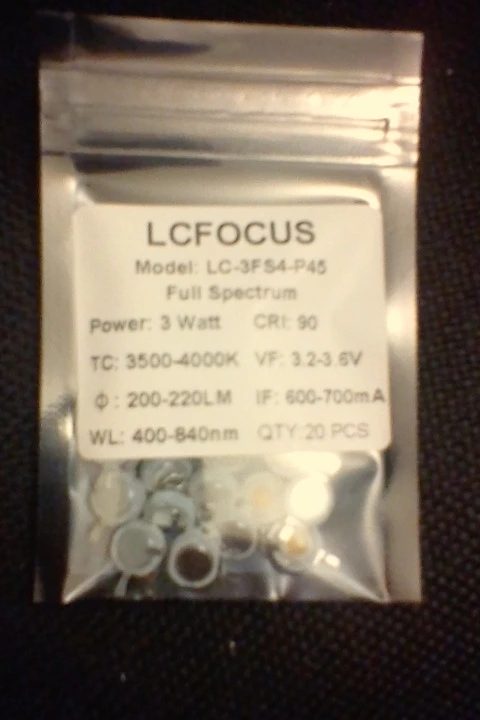 LCFOCUS
Model: LC-3FS4-P45
Full Spectrum
Power: 3 Watt CRI: 90
TC: 3500-4000K VF: 3.2-3.6V
Φ: 200-220LM IF: 600-700mA
WL: 400-840nm QTY:20 PCS